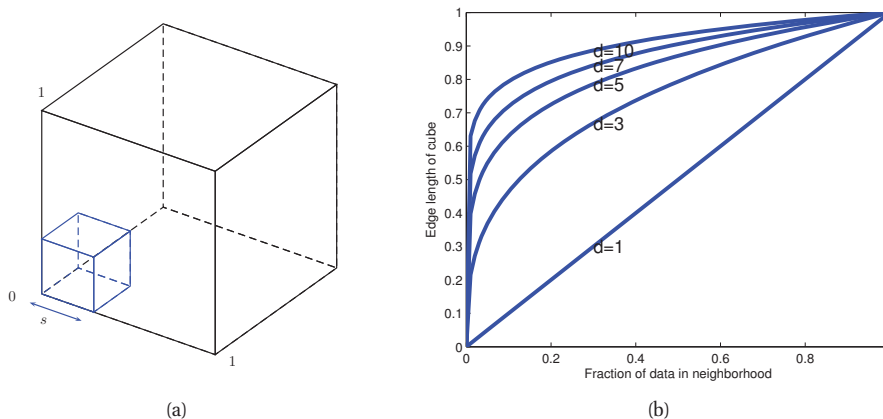 1
0
s
1
(a)
1
0.9
0.8
0.7
0.6
0.5
0.4
0.3
0.2
0.1
0
Edge length of cube
d=10
d=7
d=5
d=3
d=1
0
0.2
0.4
0.6
0.8
Fraction of data in neighborhood
(b)